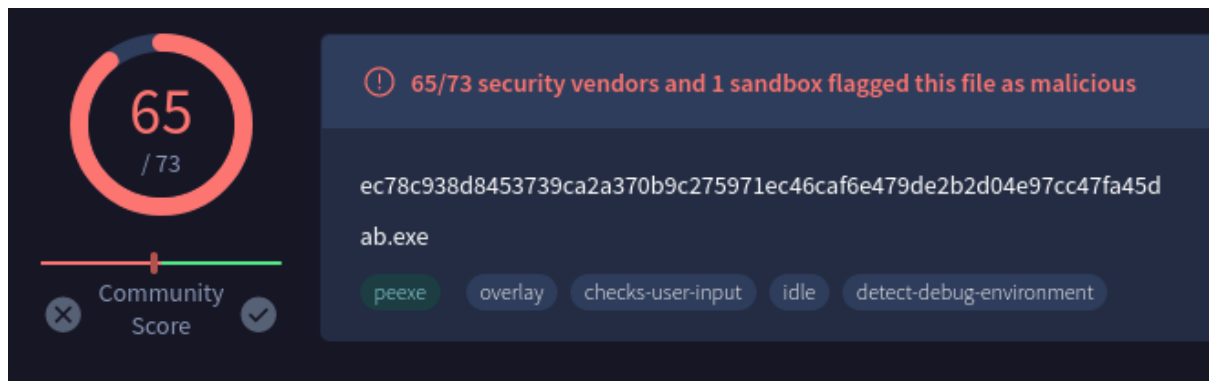 65
/ 73
Community
Score
65/73 security vendors and 1 sandbox flagged this file as malicious
ec78c938d8453739ca2a370b9c275971ec46caf6e479de2b2d04e97cc47fa45d
ab.exe
peexe overlay checks-user-input idle detect-debug-environment